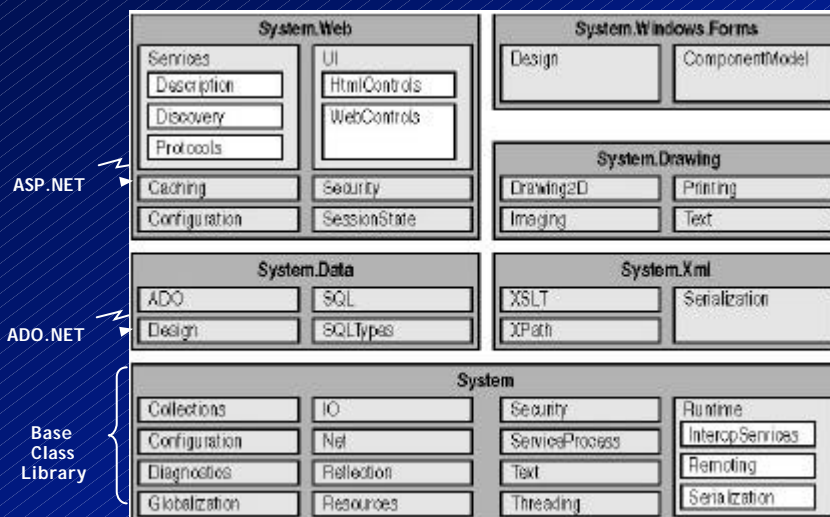 System.Web
Services
Description
Discovery
Protocols
UI
HtmlControls
WebControls
Caching
Configuration
Security
SessionState
System.Windows.Forms
Design
ComponentModel
System.Drawing
Drawing2D
Imaging
Printing
Text
ASP.NET
System.Data
ADO
Design
SQL
SQLTypes
System.Xml
XSLT
XPath
Serialization
ADO.NET
System
Collections
Configuration
Diagnostics
Globalization
IO
Net
Reflection
Resources
Security
ServiceProcess
Text
Threading
Runtime
InteropServices
Remoting
Serialization
Base
Class
Library